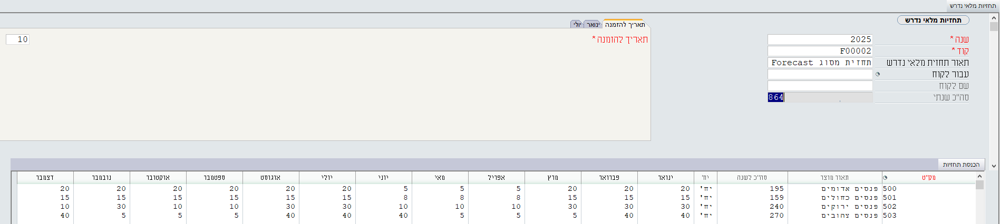 תחזיות מלאי נדרש
תחזיות מלאי נדרש
שנה * 2025
קוד * F00002
תאור תחזית מלאי נדרש תחזית מסוג Forecast
עבור לקוח
שם לקוח
סה"כ שנתי 864
תאריך להזמנה ינואר יולי
תאריך להזמנה * 10
הכנסת תחזיות
מק"ט תאור מוצר סה"כ לשנה יח' ינואר פברואר מרץ אפריל מאי יוני יולי אוגוסט ספטמבר אוקטובר נובמבר דצמבר
500 פנסים אדומים 195 יח' 20 20 20 5 5 5 20 20 20 20 20 20
501 פנסים כחולים 159 יח' 15 15 15 8 8 8 15 15 15 15 15 15
502 פנסים ירוקים 240 יח' 30 30 30 10 10 10 30 30 10 10 30 10
503 פנסים צהובים 270 יח' 40 40 5 5 5 40 40 40 5 5 5 40